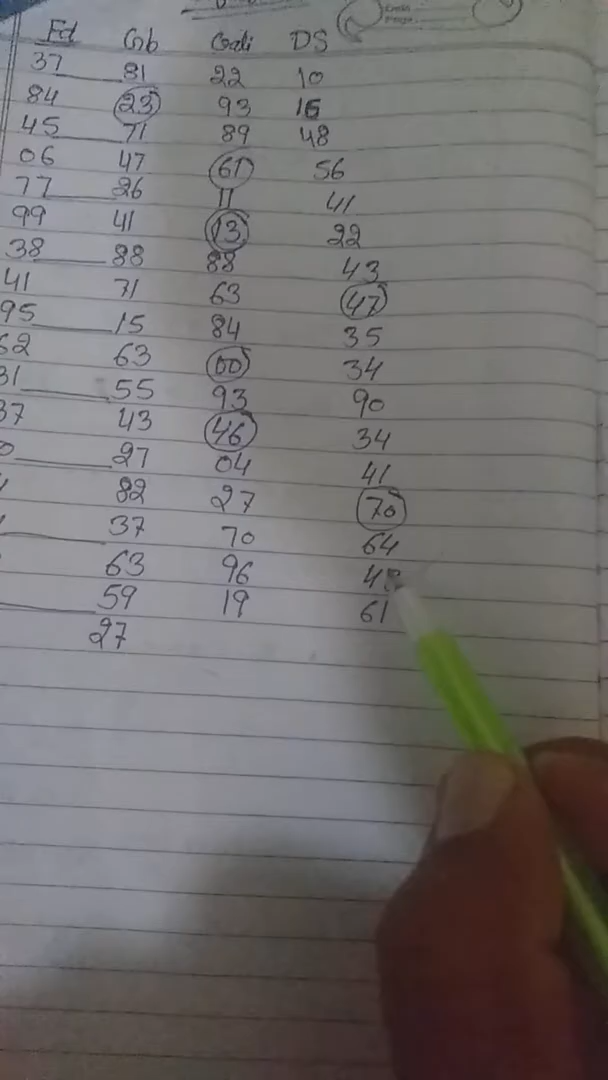 Fd Gb Gali DS
37 81 22 10
84 23 93 16
45 71 89 48
06 47 61 56
77 26 11 41
99 41 13 22
38 88 88 43
41 71 63 47
95 15 84 35
62 63 60 34
31 55 93 90
37 43 46 34
27 04 41
82 27 70
37 70 64
63 96
59 19 61
27